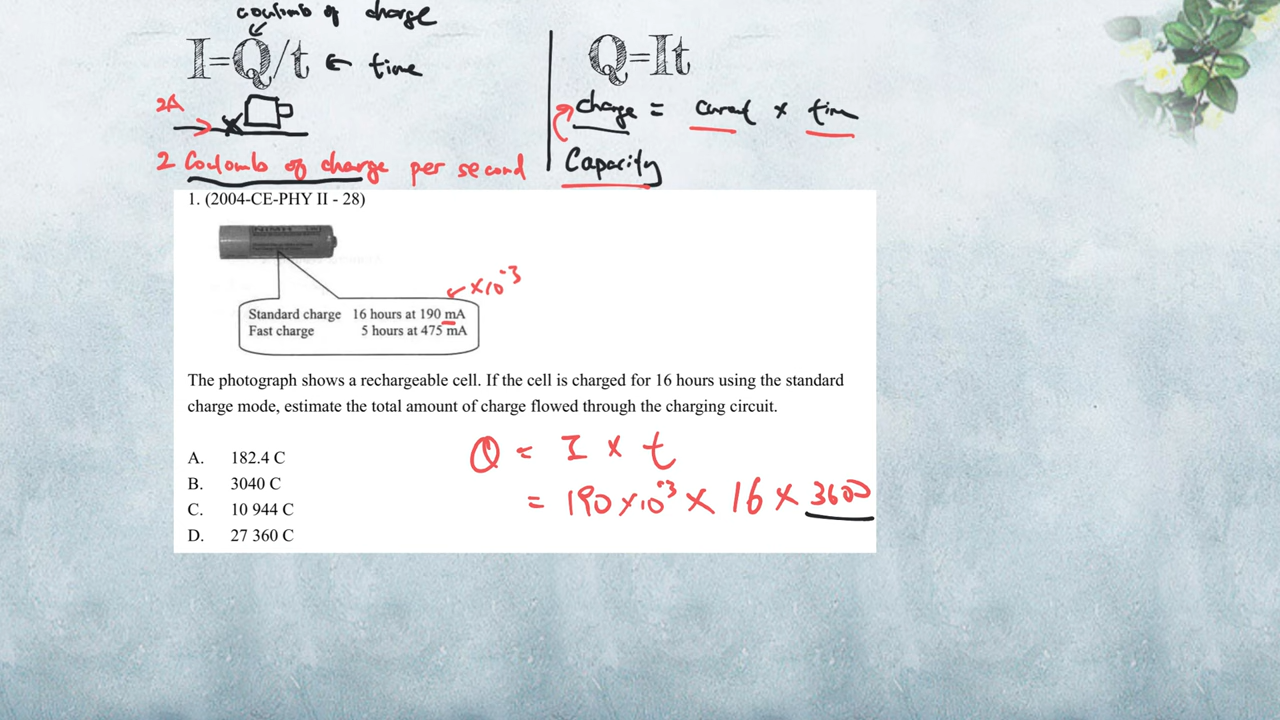 coulomb of charge
I=Q/t ← time
2A
2 Coulomb of charge per second
Q=It
charge = current × time
Capacity
1. (2004-CE-PHY II - 28)
×10⁻³
Standard charge 16 hours at 190 mA
Fast charge 5 hours at 475 mA
The photograph shows a rechargeable cell. If the cell is charged for 16 hours using the standard
charge mode, estimate the total amount of charge flowed through the charging circuit.
A. 182.4 C
B. 3040 C
C. 10 944 C
D. 27 360 C
Q = I × t
= 190×10⁻³ × 16 × 3600